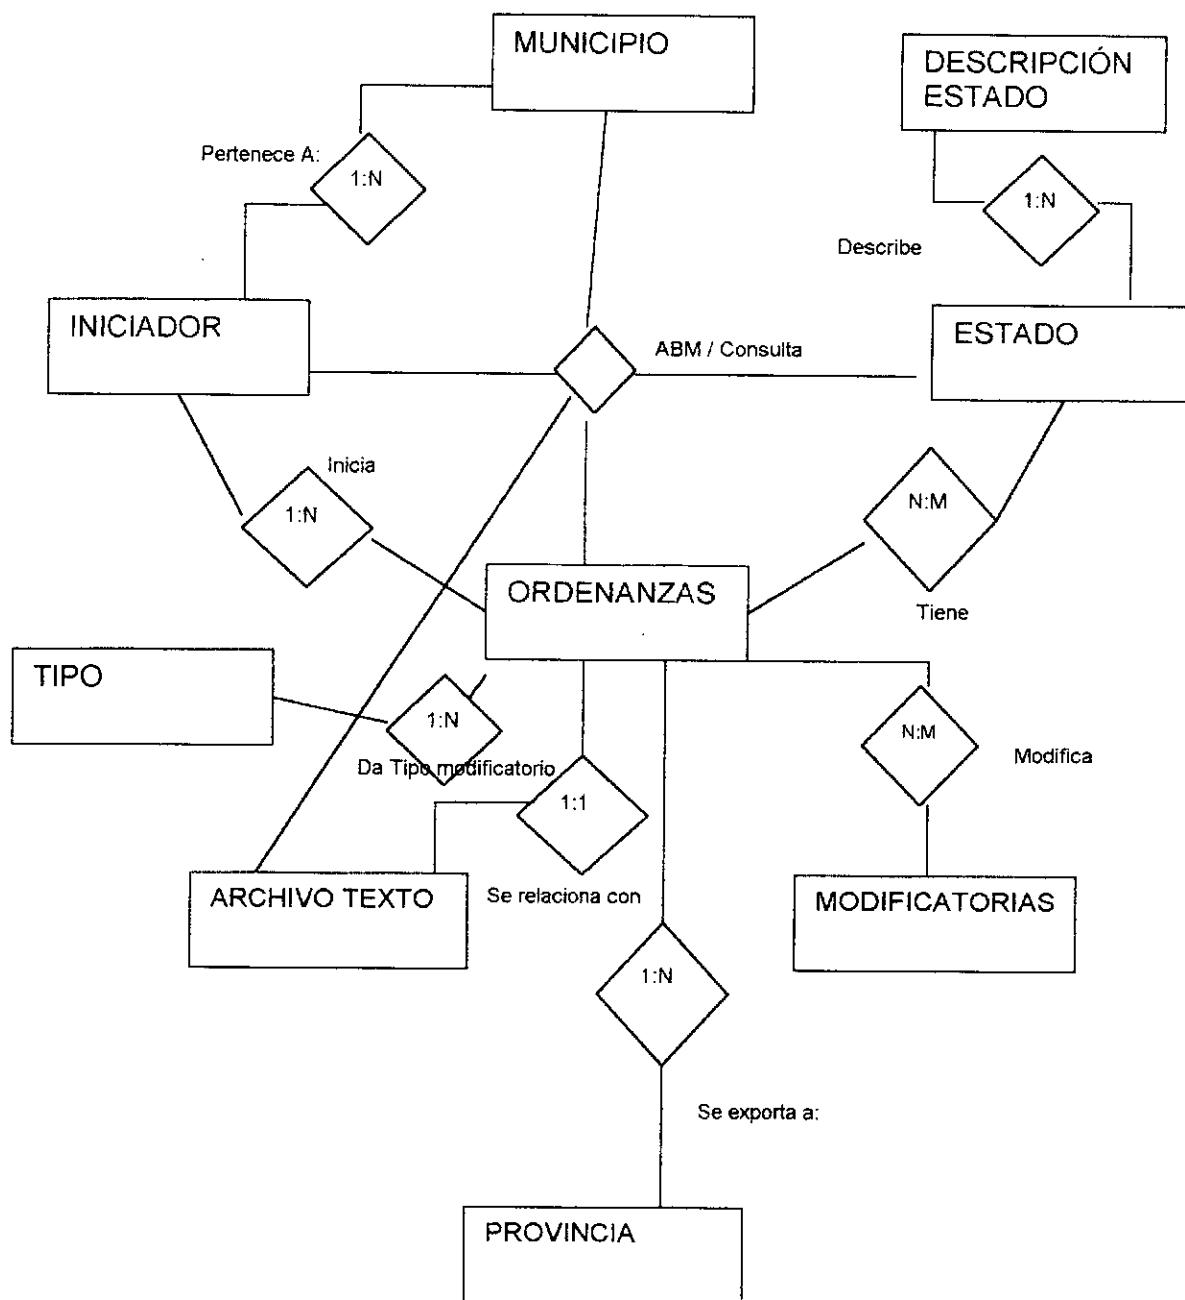 MUNICIPIO
DESCRIPCIÓN
ESTADO
Pertenece A:
1:N
1:N
Describe
INICIADOR
ESTADO
ABM / Consulta
Inicia
1:N
N:M
ORDENANZAS
Tiene
TIPO
1:N
N:M
Modifica
Da Tipo modificatorio
1:1
ARCHIVO TEXTO
Se relaciona con
MODIFICATORIAS
1:N
Se exporta a:
PROVINCIA